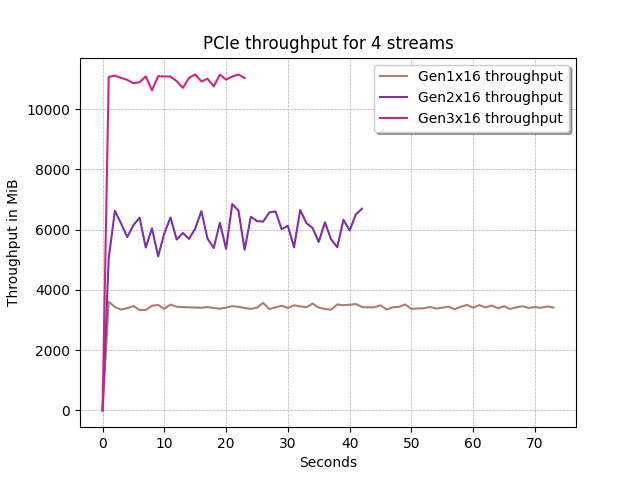 PCIe throughput for 4 streams
Gen1x16 throughput
Gen2x16 throughput
Gen3x16 throughput
Throughput in MiB
10000
8000
6000
4000
2000
0
0 10 20 30 40 50 60 70
Seconds